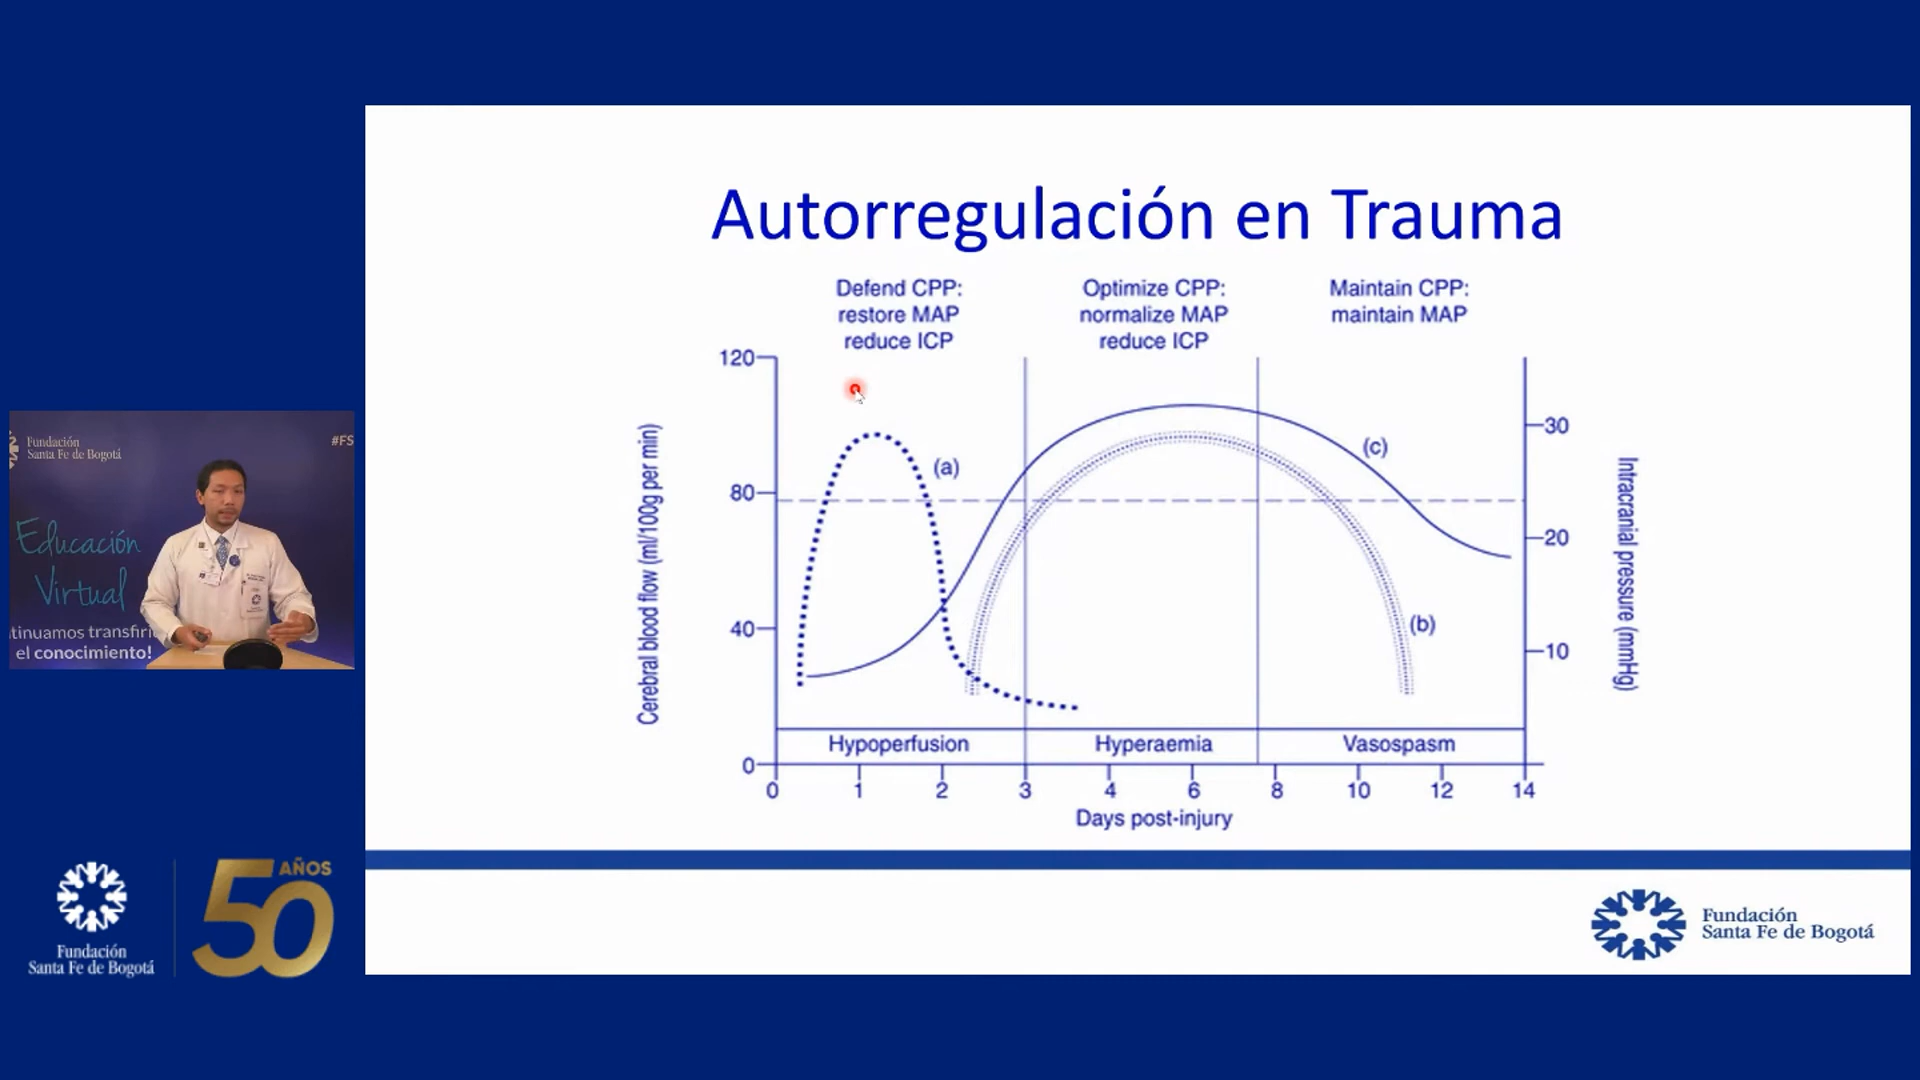 Autorregulación en Trauma
Defend CPP:
restore MAP
reduce ICP
Optimize CPP:
normalize MAP
reduce ICP
Maintain CPP:
maintain MAP
120
80
40
0
Cerebral blood flow (ml/100g per min)
(a)
(b)
(c)
30
20
10
Intracranial pressure (mmHg)
Hypoperfusion
Hyperaemia
Vasospasm
0 1 2 3 4 6 8 10 12 14
Days post-injury
Fundación
Santa Fe de Bogotá
#FS
Educación
Virtual
tinuamos transfiri
el conocimiento!
Fundación
Santa Fe de Bogotá
50 AÑOS
Fundación
Santa Fe de Bogotá